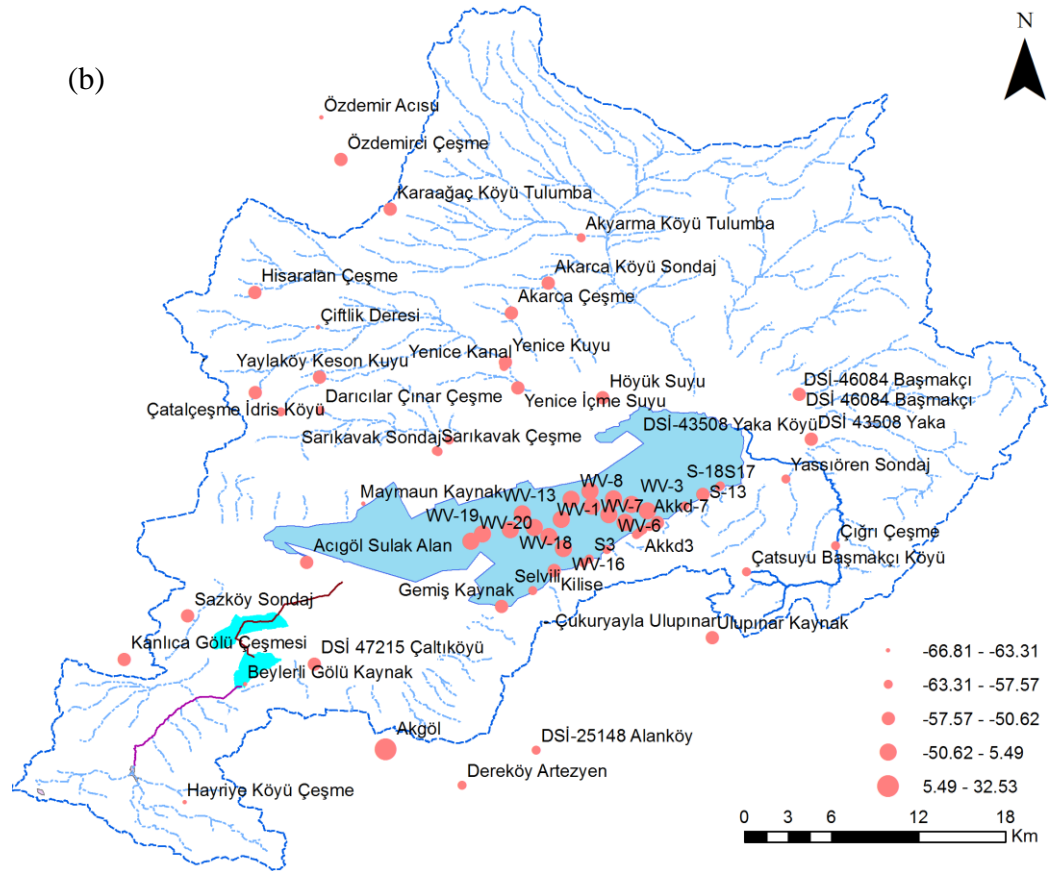 N
(b)
Özdemir Acısu
Özdemirci Çeşme
Karaağaç Köyü Tulumba
Akyarma Köyü Tulumba
Hisaralan Çeşme
Akarca Köyü Sondaj
Akarca Çeşme
Çiftlik Deresi
Yenice Kanal
Yenice Kuyu
Yaylaköy Keson Kuyu
DSİ-46084 Başmakçı
Höyük Suyu
Darıcılar Çınar Çeşme
Yenice İçme Suyu
DSİ 46084 Başmakçı
Çatalçeşme İdris Köyü
DSİ-43508 Yaka Köyü
DSİ 43508 Yaka
Sarıkavak Sondaj
Sarıkavak Çeşme
Yassıören Sondaj
S-18
S17
WV-8
WV-3
Maymaun Kaynak
WV-13
S-13
WV-19
WV-20
WV-1
WV-7
Akkd-7
WV-6
Çığrı Çeşme
Acıgöl Sulak Alan
WV-18
S3
Akkd3
Çatsuyu Başmakçı Köyü
WV-16
Selvili
Kilise
Gemiş Kaynak
Sazköy Sondaj
Çukuryayla Ulupınar
Ulupınar Kaynak
Kanlıca Gölü Çeşmesi
DSİ 47215 Çaltıköyü
Beylerli Gölü Kaynak
-66.81 - -63.31
-63.31 - -57.57
-57.57 - -50.62
-50.62 - 5.49
5.49 - 32.53
Akgöl
DSİ-25148 Alanköy
Dereköy Artezyen
Hayriye Köyü Çeşme
0 3 6 12 18
Km